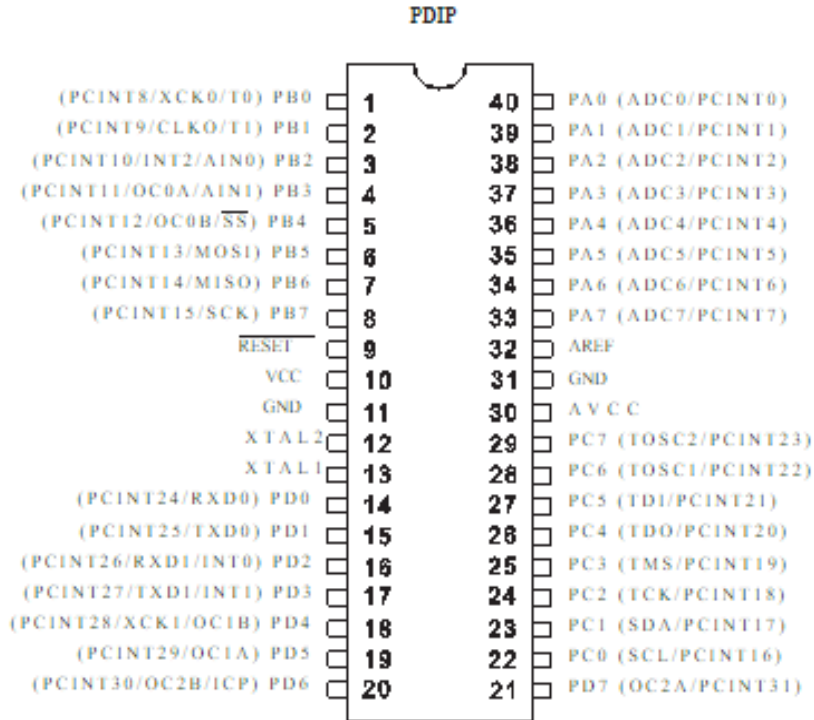 PDIP
(PCINT8/XCK0/T0) PB0 1 40 PA0 (ADC0/PCINT0)
(PCINT9/CLKO/T1) PB1 2 39 PA1 (ADC1/PCINT1)
(PCINT10/INT2/AIN0) PB2 3 38 PA2 (ADC2/PCINT2)
(PCINT11/OC0A/AIN1) PB3 4 37 PA3 (ADC3/PCINT3)
(PCINT12/OC0B/SS) PB4 5 36 PA4 (ADC4/PCINT4)
(PCINT13/MOSI) PB5 6 35 PA5 (ADC5/PCINT5)
(PCINT14/MISO) PB6 7 34 PA6 (ADC6/PCINT6)
(PCINT15/SCK) PB7 8 33 PA7 (ADC7/PCINT7)
RESET 9 32 AREF
VCC 10 31 GND
GND 11 30 AVCC
XTAL2 12 29 PC7 (TOSC2/PCINT23)
XTAL1 13 28 PC6 (TOSC1/PCINT22)
(PCINT24/RXD0) PD0 14 27 PC5 (TDI/PCINT21)
(PCINT25/TXD0) PD1 15 26 PC4 (TDO/PCINT20)
(PCINT26/RXD1/INT0) PD2 16 25 PC3 (TMS/PCINT19)
(PCINT27/TXD1/INT1) PD3 17 24 PC2 (TCK/PCINT18)
(PCINT28/XCK1/OC1B) PD4 18 23 PC1 (SDA/PCINT17)
(PCINT29/OC1A) PD5 19 22 PC0 (SCL/PCINT16)
(PCINT30/OC2B/ICP) PD6 20 21 PD7 (OC2A/PCINT31)